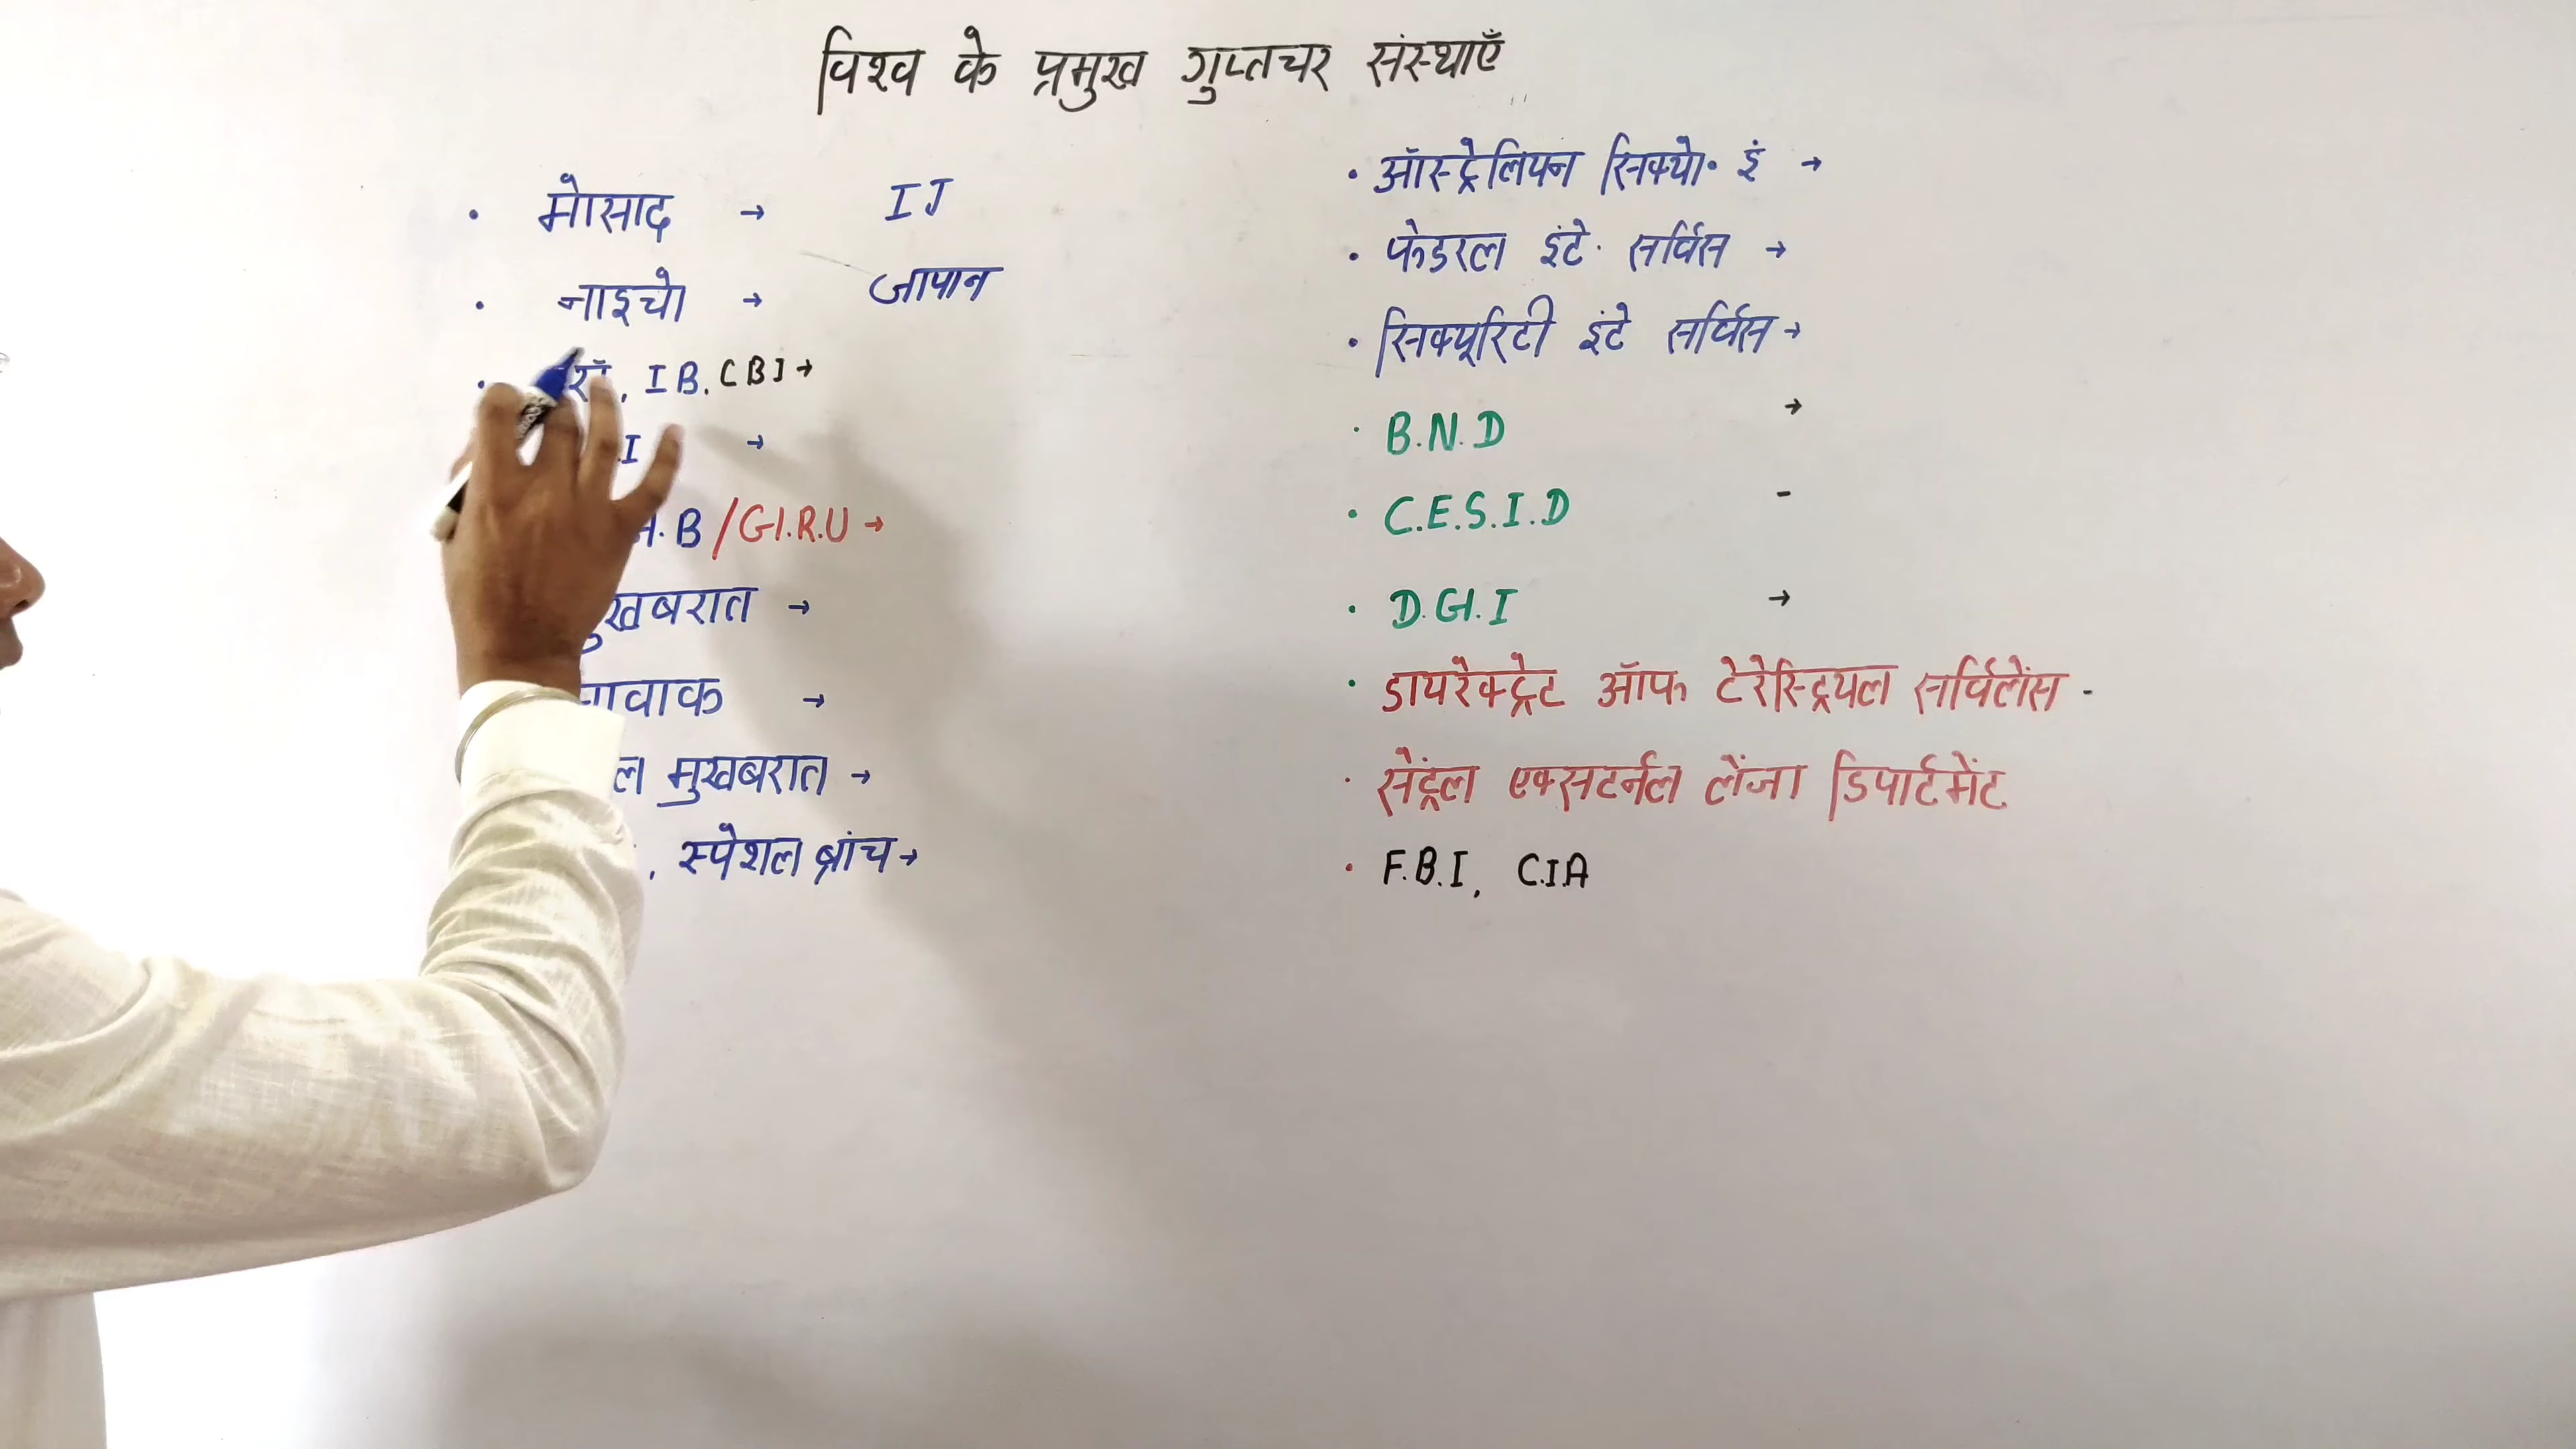 विश्व के प्रमुख गुप्तचर संस्थाएँ
• मोसाद → IJ
• नाइचो → जापान
• रॉ, IB. CBI →
I →
B / G.R.U →
मुखबरात →
→
ल मुखबरात →
, स्पेशल ब्रांच →
• ऑस्ट्रेलियन सिक्यो. इं →
• फेडरल इंटे. सर्विस →
• सिक्यूरिटी इंटे सर्विस →
• B.N.D →
• C.E.S.I.D -
• D.G.I →
• डायरेक्ट्रेट ऑफ टेरेस्ट्रियल सर्विलेंस -
• सेंट्रल एक्सटर्नल लैंजा डिपार्टमेंट
• F.B.I, C.I.A